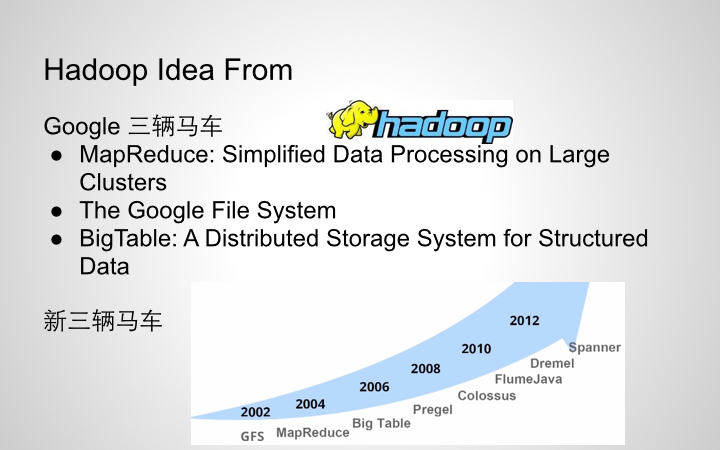 Hadoop Idea From
hadoop
Google 三辆马车
● MapReduce: Simplified Data Processing on Large
Clusters
● The Google File System
● BigTable: A Distributed Storage System for Structured
Data
新三辆马车
2012
2010
2008
2006
2004
2002
Spanner
Dremel
FlumeJava
Colossus
Pregel
Big Table
MapReduce
GFS